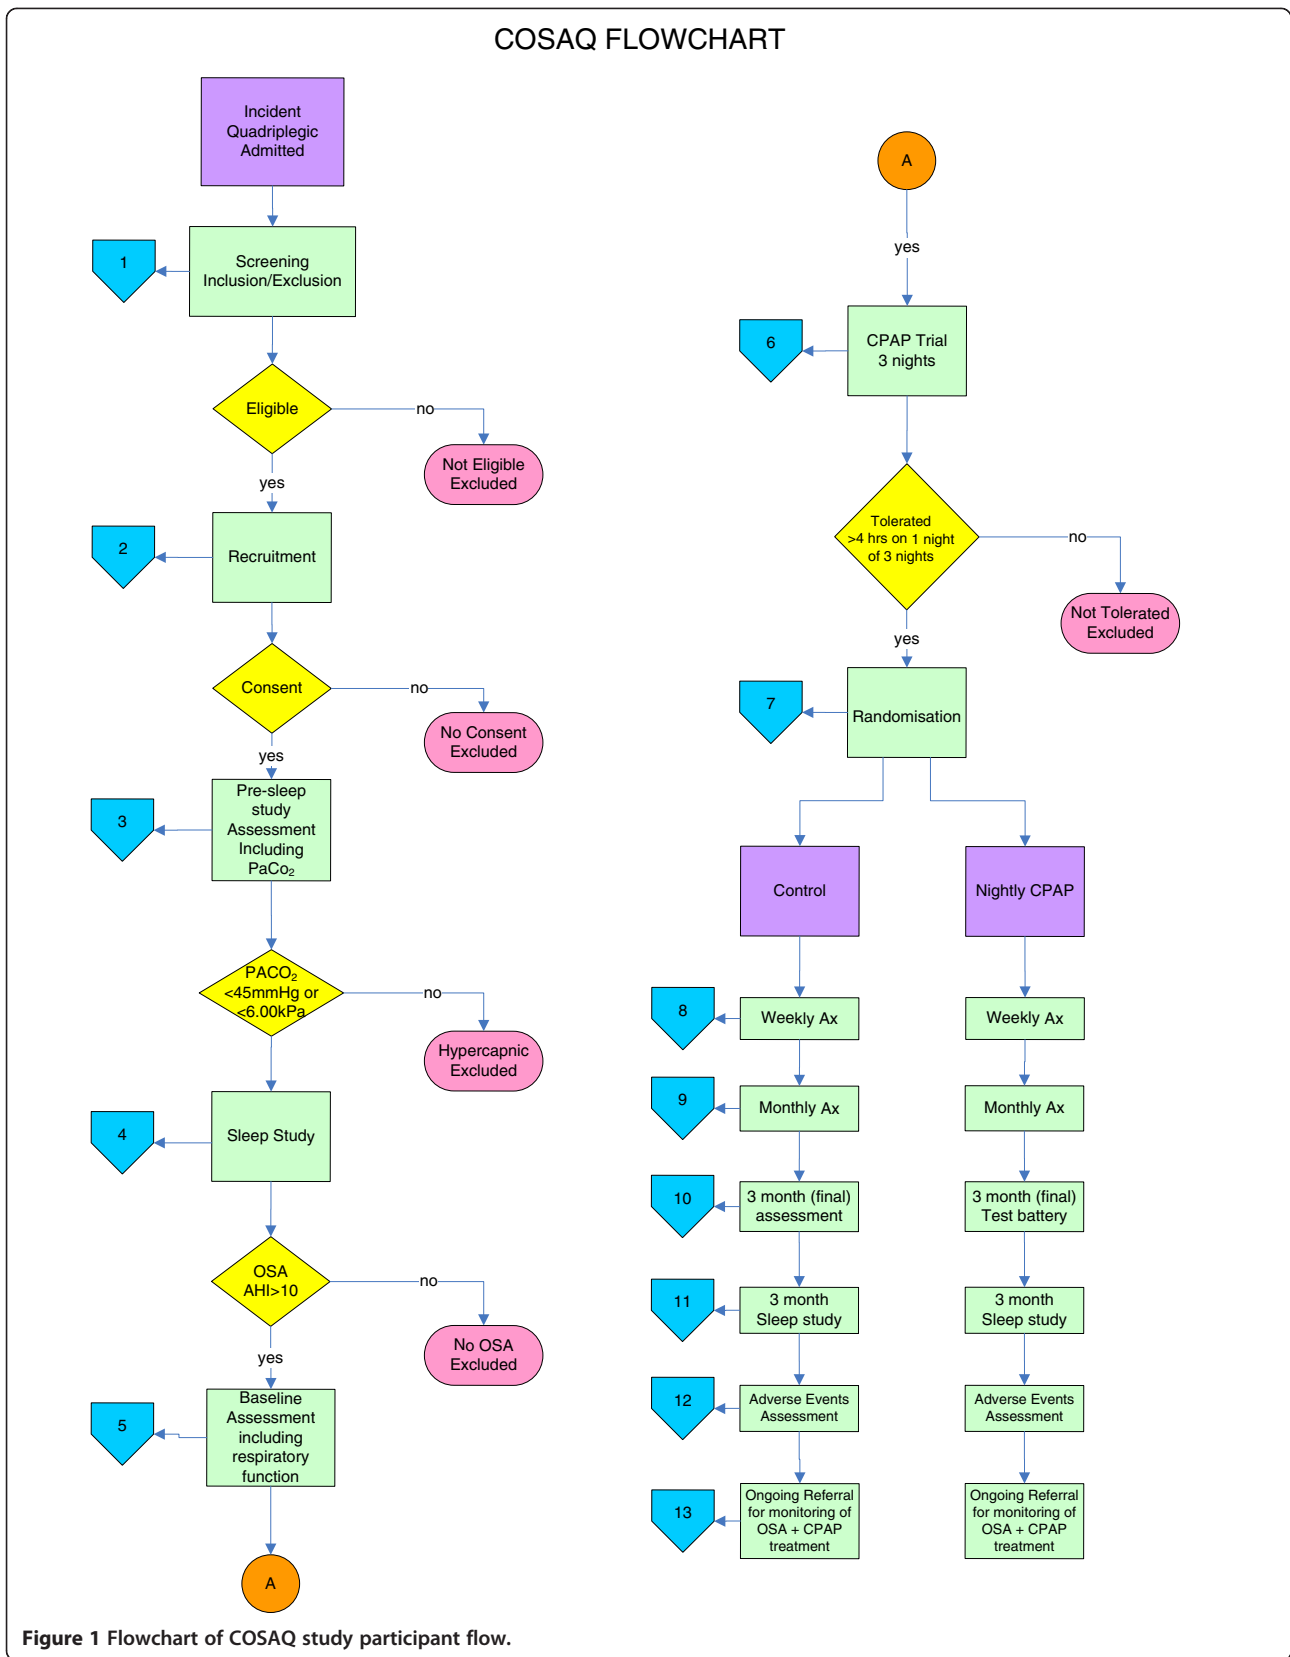 COSAQ FLOWCHART
Incident
Quadriplegic
Admitted
1
Screening
Inclusion/Exclusion
Eligible
no
Not Eligible
Excluded
yes
2
Recruitment
Consent
no
No Consent
Excluded
yes
3
Pre-sleep
study
Assessment
Including
PaCo₂
PACO₂
<45mmHg or
<6.00kPa
no
Hypercapnic
Excluded
4
Sleep Study
OSA
AHI>10
no
No OSA
Excluded
yes
5
Baseline
Assessment
including
respiratory
function
A
A
yes
6
CPAP Trial
3 nights
Tolerated
>4 hrs on 1 night
of 3 nights
no
Not Tolerated
Excluded
yes
7
Randomisation
Control
Nightly CPAP
8
Weekly Ax
Weekly Ax
9
Monthly Ax
Monthly Ax
10
3 month (final)
assessment
3 month (final)
Test battery
11
3 month
Sleep study
3 month
Sleep study
12
Adverse Events
Assessment
Adverse Events
Assessment
13
Ongoing Referral
for monitoring of
OSA + CPAP
treatment
Ongoing Referral
for monitoring of
OSA + CPAP
treatment
Figure 1 Flowchart of COSAQ study participant flow.